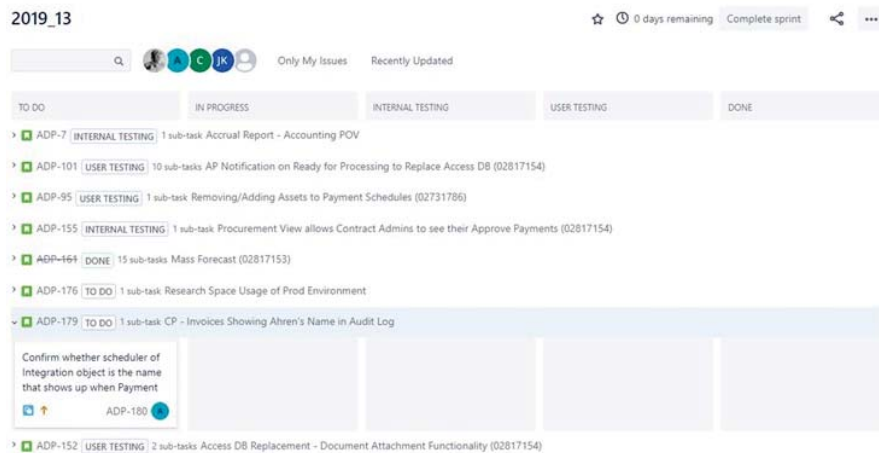 2019_13
0 days remaining Complete sprint
A C JK Only My Issues Recently Updated
TO DO IN PROGRESS INTERNAL TESTING USER TESTING DONE
ADP-7 INTERNAL TESTING 1 sub-task Accrual Report - Accounting POV
ADP-101 USER TESTING 10 sub-tasks AP Notification on Ready for Processing to Replace Access DB (02817154)
ADP-95 USER TESTING 1 sub-task Removing/Adding Assets to Payment Schedules (02731786)
ADP-155 INTERNAL TESTING 1 sub-task Procurement View allows Contract Admins to see their Approve Payments (02817154)
ADP-161 DONE 15 sub-tasks Mass Forecast (02817153)
ADP-176 TO DO 1 sub-task Research Space Usage of Prod Environment
ADP-179 TO DO 1 sub-task CP - Invoices Showing Ahren's Name in Audit Log
Confirm whether scheduler of
Integration object is the name
that shows up when Payment
ADP-180 A
ADP-152 USER TESTING 2 sub-tasks Access DB Replacement - Document Attachment Functionality (02817154)